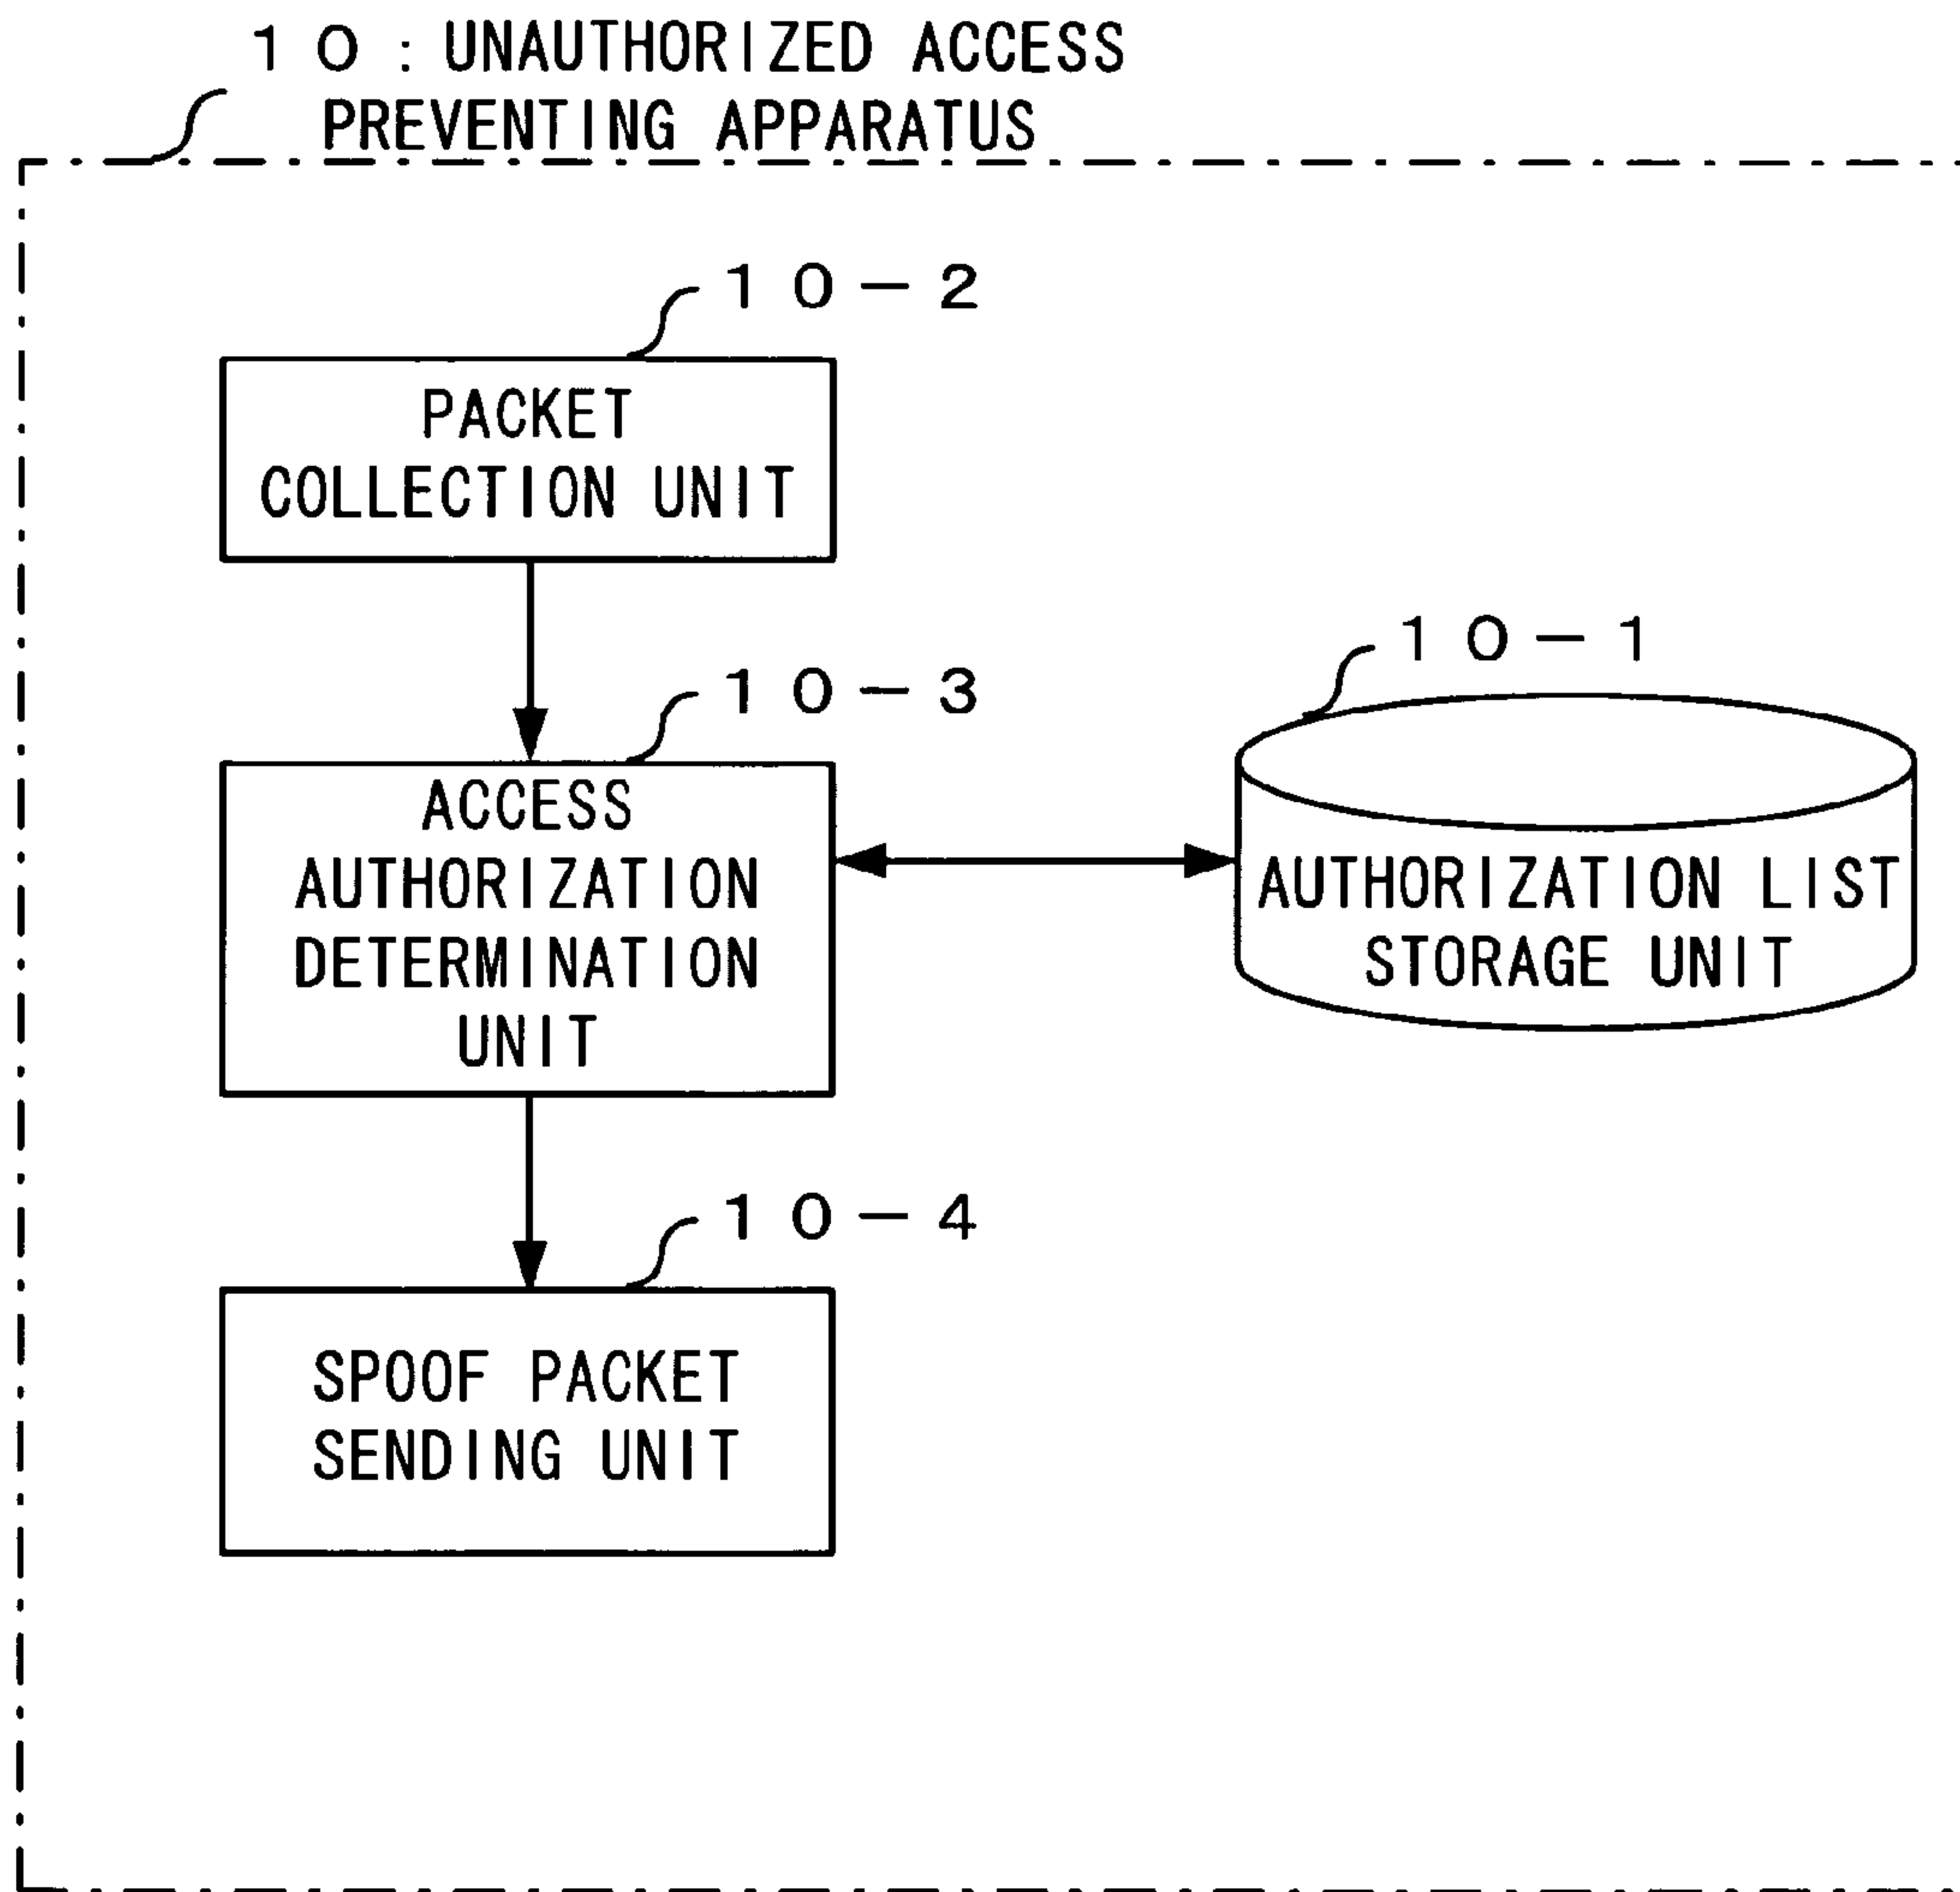 10: UNAUTHORIZED ACCESS
PREVENTING APPARATUS
10-2
PACKET
COLLECTION UNIT
10-3
ACCESS
AUTHORIZATION
DETERMINATION
UNIT
10-1
AUTHORIZATION LIST
STORAGE UNIT
10-4
SPOOF PACKET
SENDING UNIT